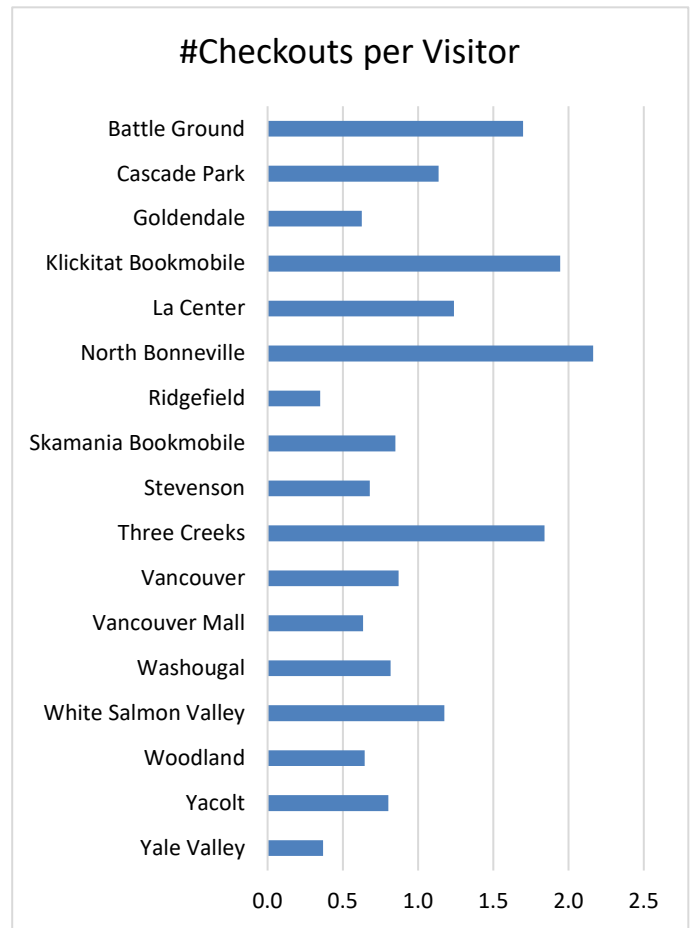 #Checkouts per Visitor
Battle Ground
Cascade Park
Goldendale
Klickitat Bookmobile
La Center
North Bonneville
Ridgefield
Skamania Bookmobile
Stevenson
Three Creeks
Vancouver
Vancouver Mall
Washougal
White Salmon Valley
Woodland
Yacolt
Yale Valley
0.0 0.5 1.0 1.5 2.0 2.5